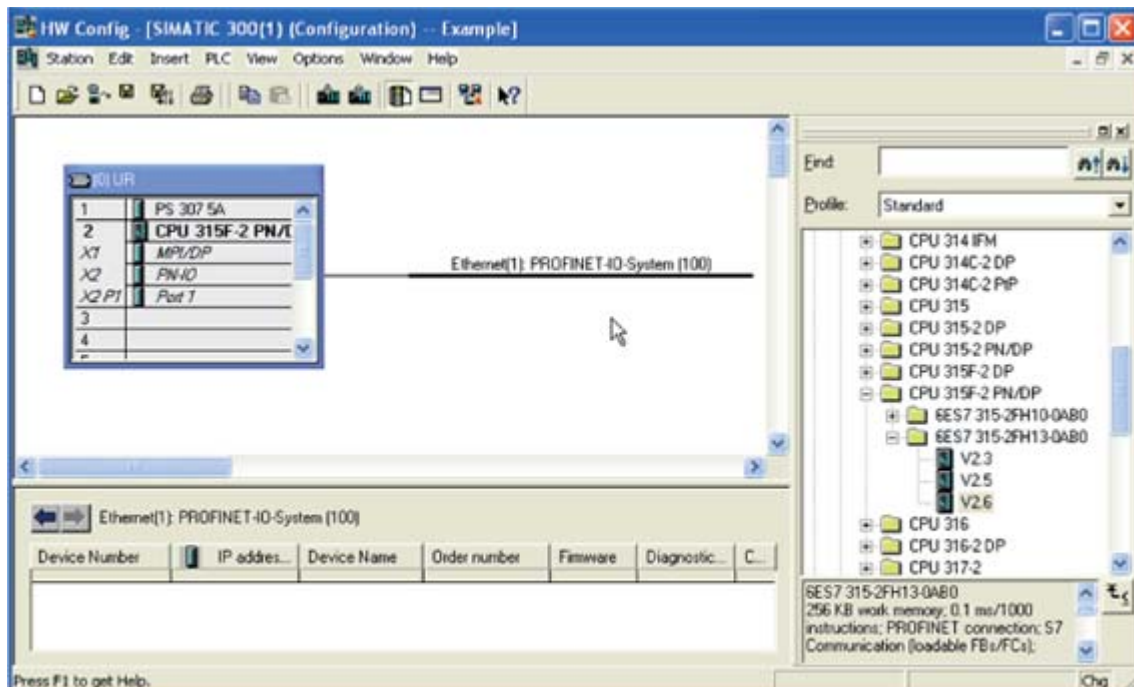 HW Config - [SIMATIC 300(1) (Configuration) -- Example]
Station Edit Insert PLC View Options Window Help
(0) UR
1 PS 307 5A
2 CPU 315F-2 PN/D
X1 MPI/DP
X2 PN-IO
X2 P1 Port 1
3
4
Ethernet(1): PROFINET-IO-System (100)
Find:
Profile: Standard
CPU 314 IFM
CPU 314C-2 DP
CPU 314C-2 PtP
CPU 315
CPU 315-2 DP
CPU 315-2 PN/DP
CPU 315F-2 DP
CPU 315F-2 PN/DP
6ES7 315-2FH10-0AB0
6ES7 315-2FH13-0AB0
V2.3
V2.5
V2.6
CPU 316
CPU 316-2 DP
CPU 317-2
6ES7 315-2FH13-0AB0
256 KB work memory; 0.1 ms/1000
instructions; PROFINET connection; S7
Communication (loadable FBs/FCs);
Ethernet(1): PROFINET-IO-System (100)
Device Number IP addres... Device Name Order number Firmware Diagnostic... C...
Press F1 to get Help.
Chg